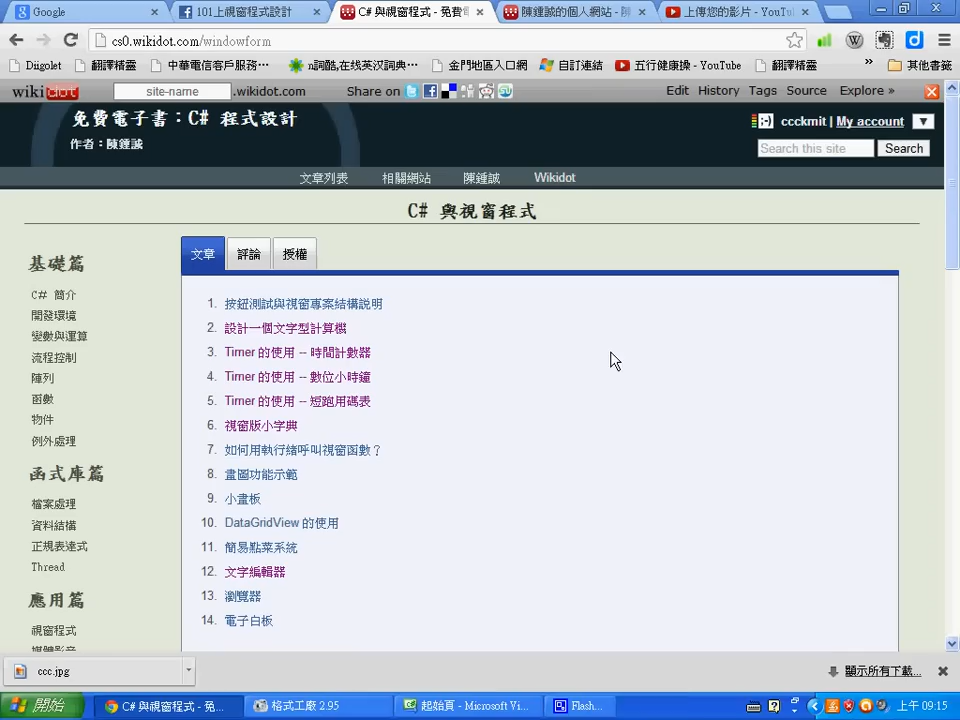 Google
101上視窗程式設計
C# 與視窗程式 - 免費電
陳鍾誠的個人網站 - 陳
上傳您的影片 - YouTu
cs0.wikidot.com/windowform
Diigolet
翻譯精靈
中華電信客戶服務…
n詞酷,在线英汉词典…
金門地區入口網
自訂連結
五行健康操 - YouTube
翻譯精靈
»
其他書籤
wikidot
site-name
.wikidot.com
Share on
Edit
History
Tags
Source
Explore »
免費電子書：C# 程式設計
作者：陳鍾誠
ccckmit | My account
Search this site
Search
文章列表
相關網站
陳鍾誠
Wikidot
C# 與視窗程式
基礎篇
C# 簡介
開發環境
變數與運算
流程控制
陣列
函數
物件
例外處理
函式庫篇
檔案處理
資料結構
正規表達式
Thread
應用篇
視窗程式
媒體影音
文章
評論
授權
1. 按鈕測試與視窗專案結構說明
2. 設計一個文字型計算機
3. Timer 的使用 -- 時間計數器
4. Timer 的使用 -- 數位小時鐘
5. Timer 的使用 -- 短跑用碼表
6. 視窗版小字典
7. 如何用執行緒呼叫視窗函數？
8. 畫圖功能示範
9. 小畫板
10. DataGridView 的使用
11. 簡易點菜系統
12. 文字編輯器
13. 瀏覽器
14. 電子白板
ccc.jpg
顯示所有下載...
開始
C# 與視窗程式 - 免...
格式工廠 2.95
起始頁 - Microsoft Vi...
Flash...
上午 09:15